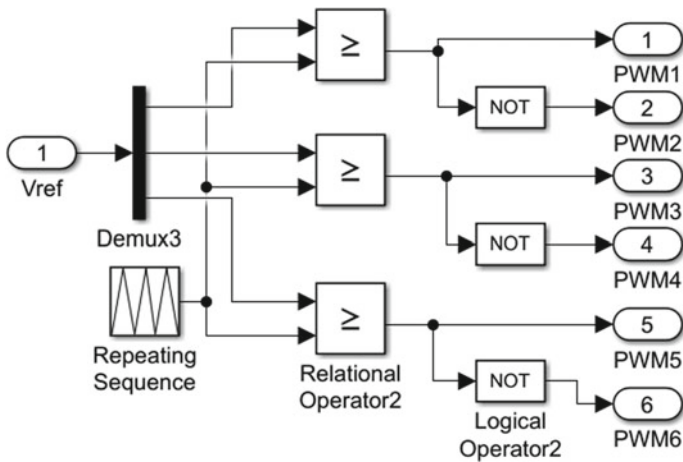 ≥
1
PWM1
NOT
2
PWM2
1
Vref
≥
3
PWM3
Demux3
NOT
4
PWM4
Repeating
Sequence
≥
Relational
Operator2
5
PWM5
NOT
Logical
Operator2
6
PWM6